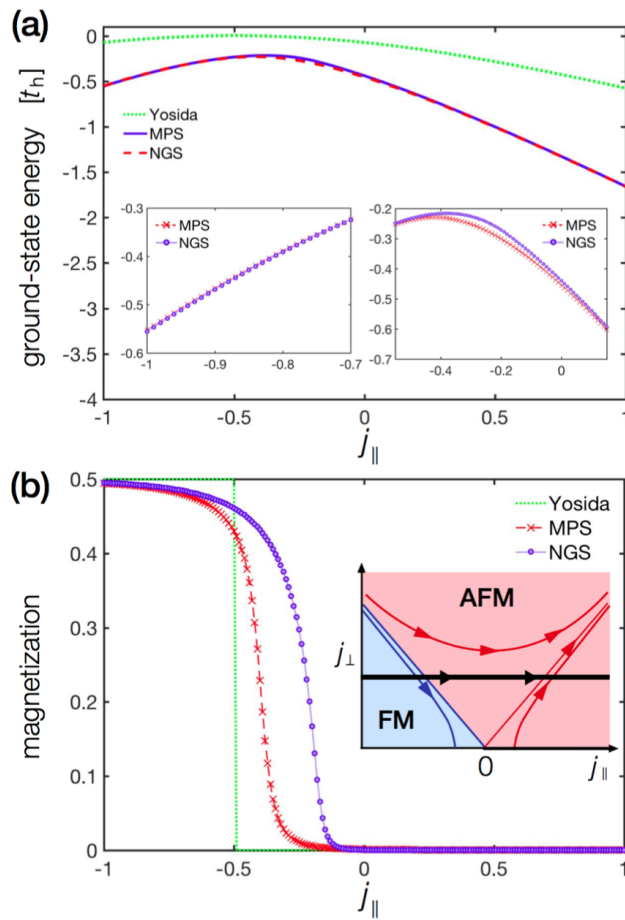 (a)
ground-state energy [t_h]
0
-0.5
-1
-1.5
-2
-2.5
-3
-3.5
-4
Yosida
MPS
NGS
-0.3
-0.4
-0.5
-0.6
MPS
NGS
-1 -0.9 -0.8 -0.7
-0.2
-0.3
-0.4
-0.5
-0.6
-0.7
MPS
NGS
-0.4 -0.2 0
-1 -0.5 0 0.5 1
j_∥
(b)
magnetization
0.5
0.4
0.3
0.2
0.1
0
Yosida
MPS
NGS
AFM
j_⊥
FM
0 j_∥
-1 -0.5 0 0.5 1
j_∥